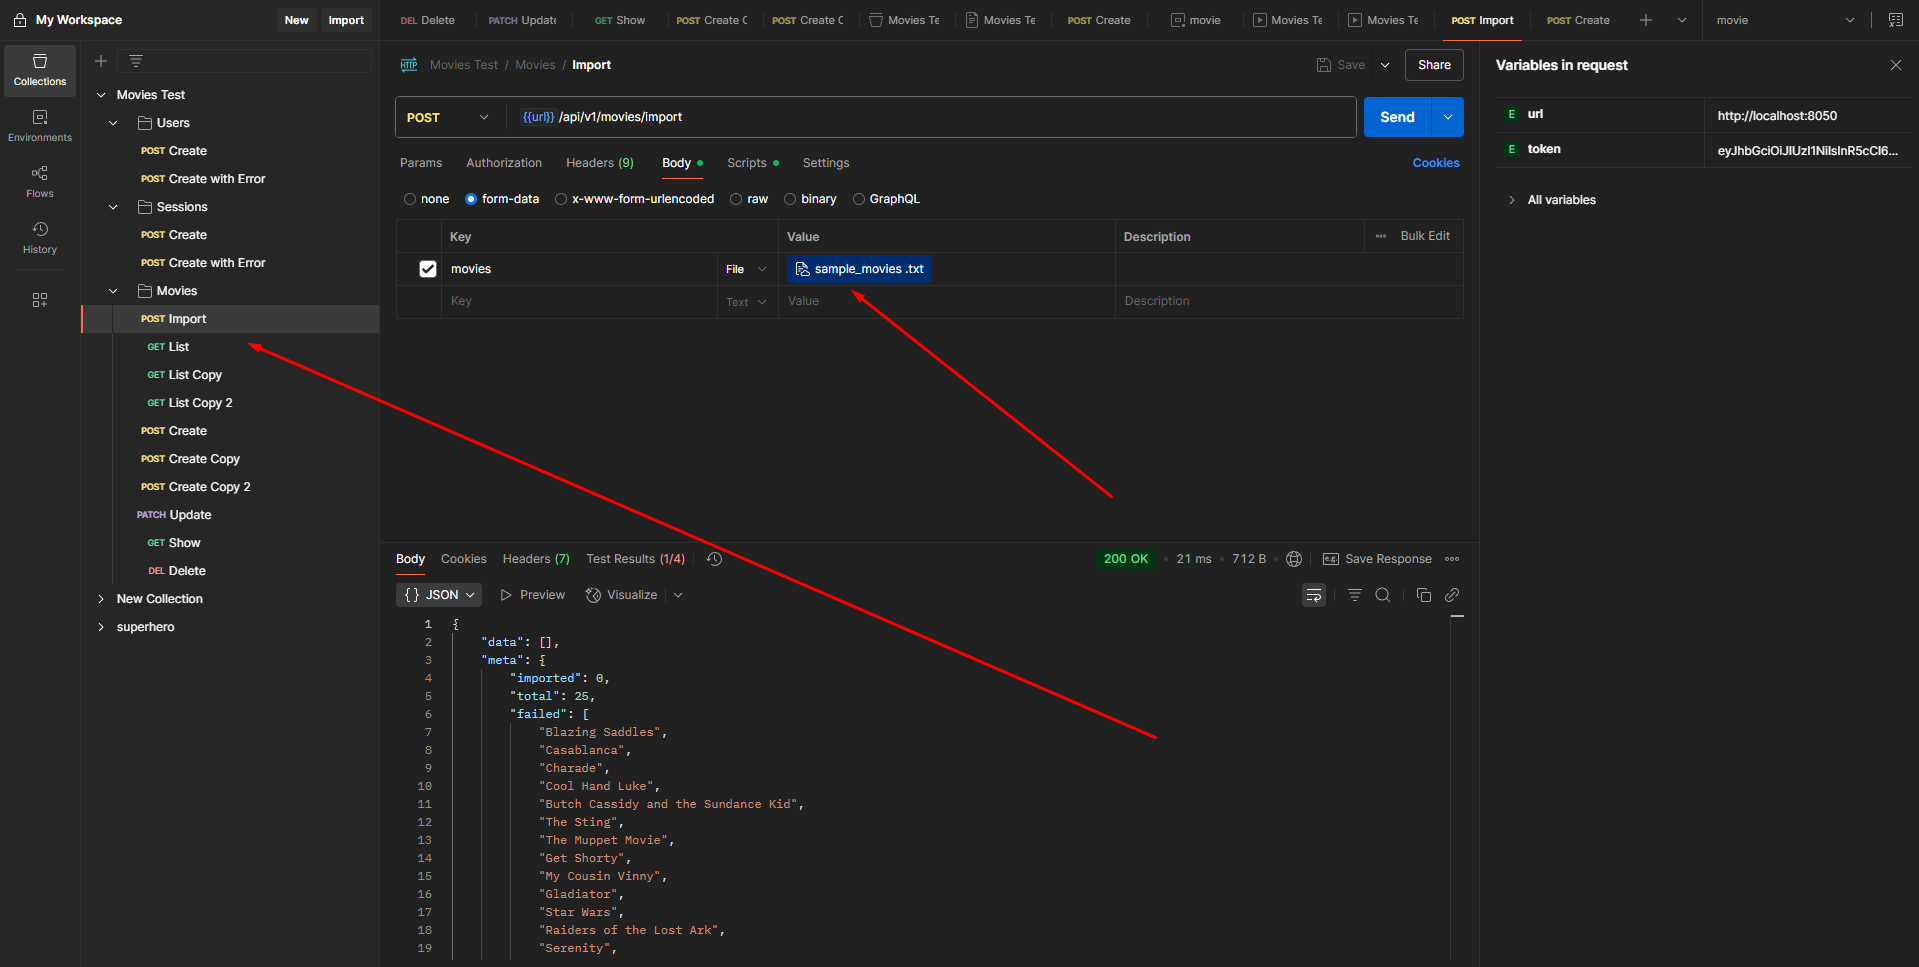 My Workspace New Import
DEL Delete PATCH Update GET Show POST Create C POST Create C Movies Te Movies Te POST Create movie Movies Te Movies Te POST Import POST Create movie
Collections
Environments
Flows
History
Movies Test
Users
POST Create
POST Create with Error
Sessions
POST Create
POST Create with Error
Movies
POST Import
GET List
GET List Copy
GET List Copy 2
POST Create
POST Create Copy
POST Create Copy 2
PATCH Update
GET Show
DEL Delete
New Collection
superhero
HTTP Movies Test / Movies / Import Save Share
POST {{url}} /api/v1/movies/import Send
Params Authorization Headers (9) Body Scripts Settings Cookies
none form-data x-www-form-urlencoded raw binary GraphQL
Key Value Description Bulk Edit
movies File sample_movies .txt
Key Text Value Description
Body Cookies Headers (7) Test Results (1/4) 200 OK 21 ms 712 B e.g. Save Response
{} JSON Preview Visualize
1 {
2 "data": [],
3 "meta": {
4 "imported": 0,
5 "total": 25,
6 "failed": [
7 "Blazing Saddles",
8 "Casablanca",
9 "Charade",
10 "Cool Hand Luke",
11 "Butch Cassidy and the Sundance Kid",
12 "The Sting",
13 "The Muppet Movie",
14 "Get Shorty",
15 "My Cousin Vinny",
16 "Gladiator",
17 "Star Wars",
18 "Raiders of the Lost Ark",
19 "Serenity",
Variables in request
E url http://localhost:8050
E token
All variables